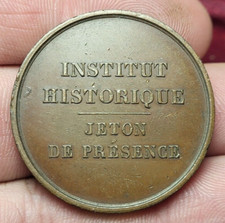 INSTITUT
HISTORIQUE
JETON
DE PRÉSENCE